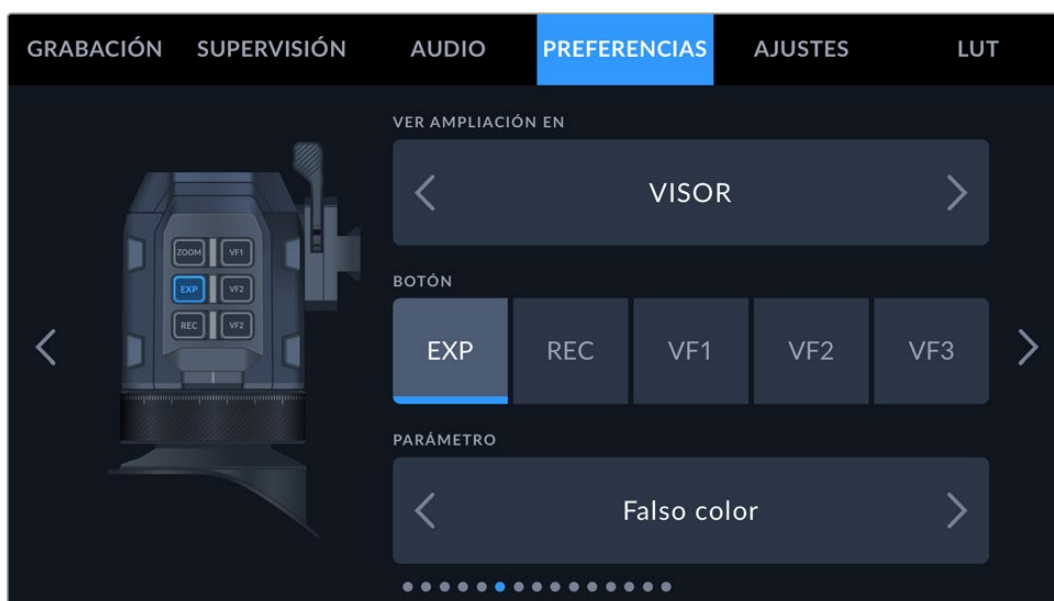 GRABACIÓN SUPERVISIÓN AUDIO PREFERENCIAS AJUSTES LUT
VER AMPLIACIÓN EN
VISOR
ZOOM VF1
EXP VF2
REC VF2
BOTÓN
EXP REC VF1 VF2 VF3
PARÁMETRO
Falso color